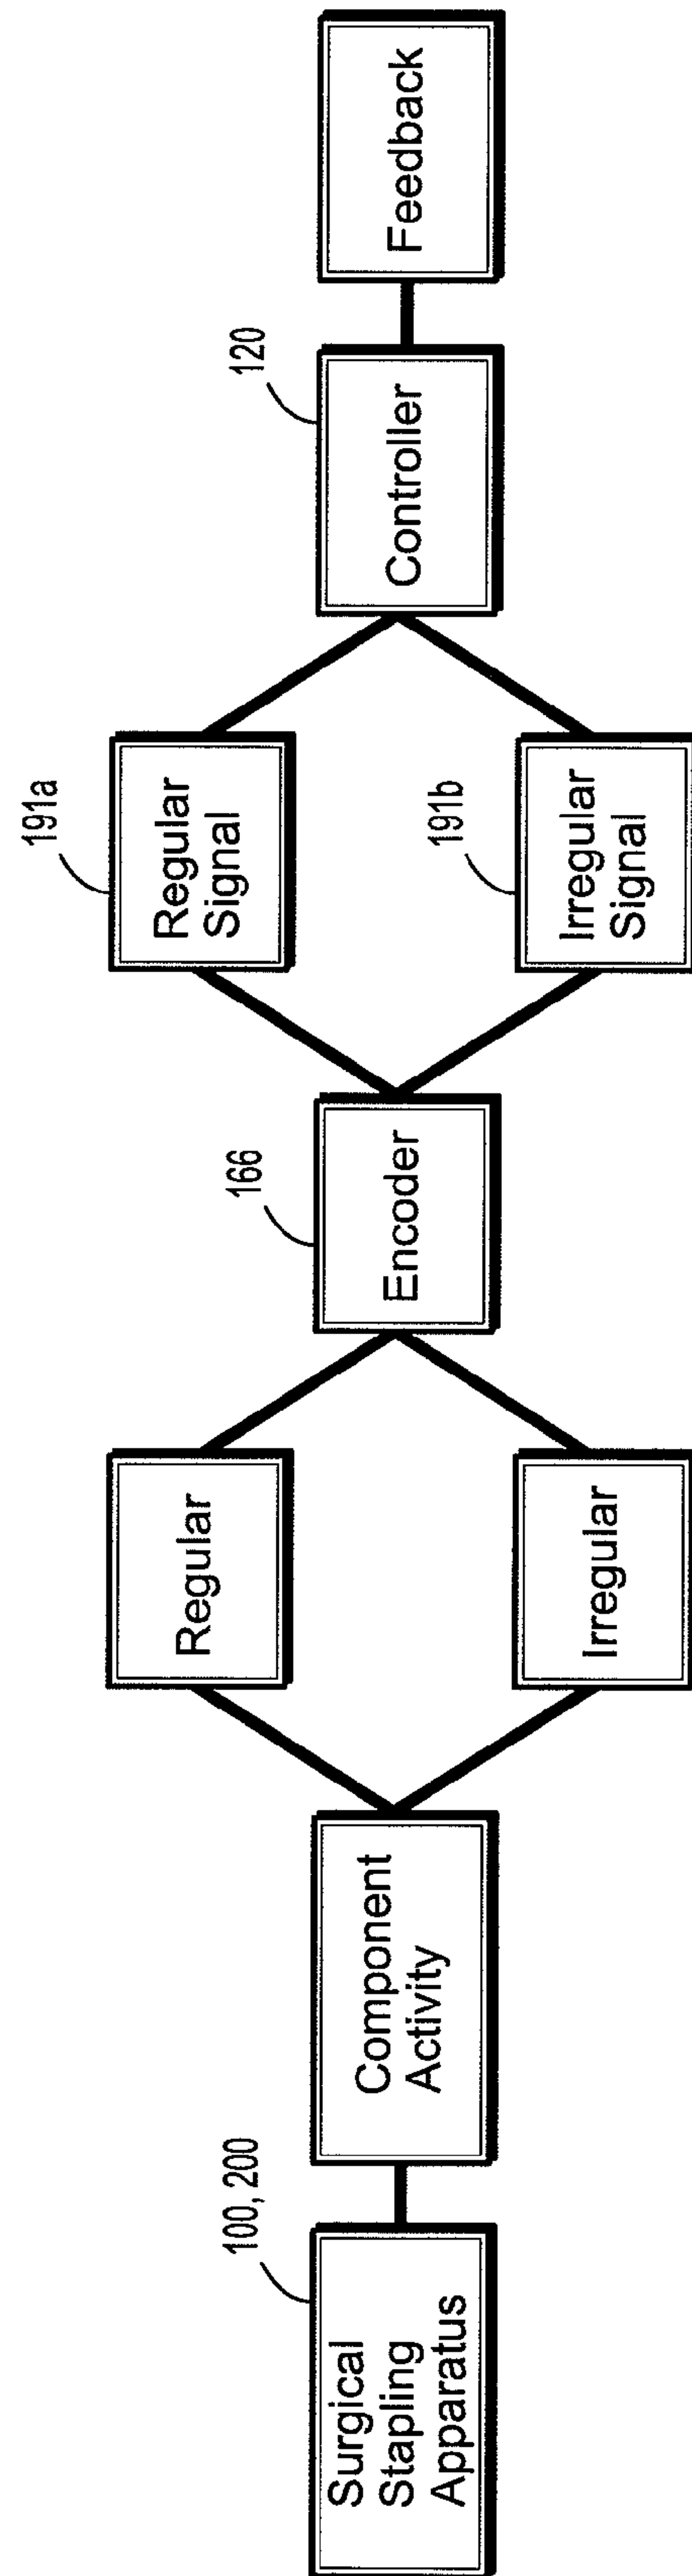 100, 200
Surgical
Stapling
Apparatus
Component
Activity
Regular
Irregular
166
Encoder
191a
Regular
Signal
191b
Irregular
Signal
120
Controller
Feedback